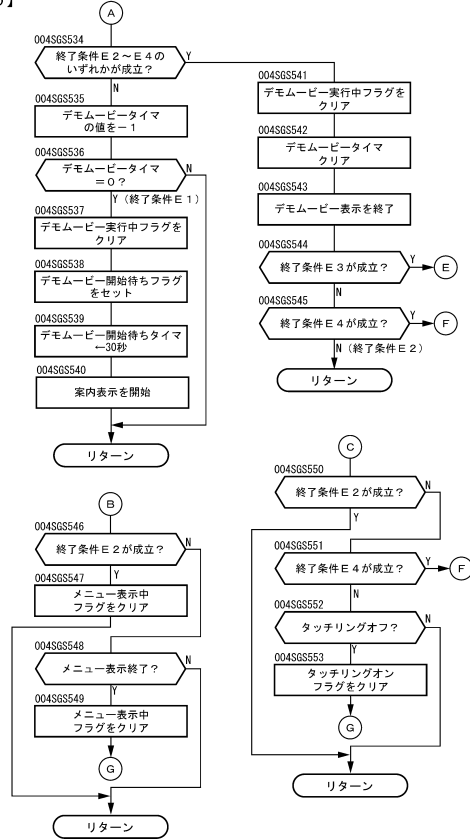 】
A
004SGS534
終了条件Ｅ２～Ｅ４の
いずれかが成立？
Y
N
004SGS535
デモムービータイマ
の値を－１
004SGS536
デモムービータイマ
＝０？
N
Y（終了条件Ｅ１）
004SGS537
デモムービー実行中フラグを
クリア
004SGS538
デモムービー開始待ちフラグ
をセット
004SGS539
デモムービー開始待ちタイマ
←30秒
004SGS540
案内表示を開始
リターン
004SGS541
デモムービー実行中フラグを
クリア
004SGS542
デモムービータイマ
クリア
004SGS543
デモムービー表示を終了
004SGS544
終了条件Ｅ３が成立？
Y
E
N
004SGS545
終了条件Ｅ４が成立？
Y
F
N（終了条件Ｅ２）
リターン
B
004SGS546
終了条件Ｅ２が成立？
N
Y
004SGS547
メニュー表示中
フラグをクリア
004SGS548
メニュー表示終了？
N
Y
004SGS549
メニュー表示中
フラグをクリア
G
リターン
C
004SGS550
終了条件Ｅ２が成立？
N
Y
004SGS551
終了条件Ｅ４が成立？
Y
F
N
004SGS552
タッチリングオフ？
N
Y
004SGS553
タッチリングオン
フラグをクリア
G
リターン